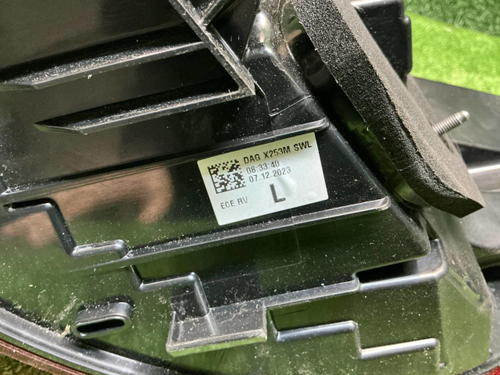 DAG X253M SWL
08:33:40
07.12.2023
ECE RV
L